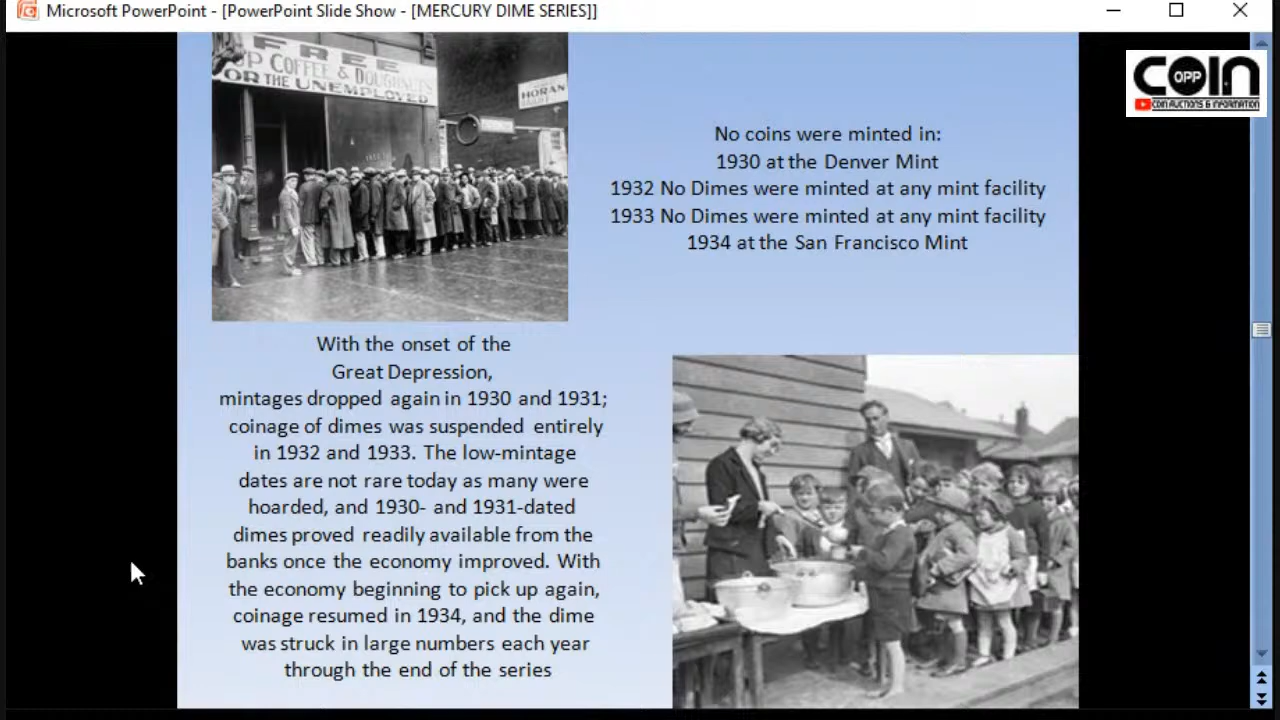 Microsoft PowerPoint - [PowerPoint Slide Show - [MERCURY DIME SERIES]]
COIN
OPP
COIN AUCTIONS & INFORMATION
FREE
UP COFFEE & DOUGHNUTS
OR THE UNEMPLOYED
HORAN
No coins were minted in:
1930 at the Denver Mint
1932 No Dimes were minted at any mint facility
1933 No Dimes were minted at any mint facility
1934 at the San Francisco Mint
With the onset of the
Great Depression,
mintages dropped again in 1930 and 1931;
coinage of dimes was suspended entirely
in 1932 and 1933. The low-mintage
dates are not rare today as many were
hoarded, and 1930- and 1931-dated
dimes proved readily available from the
banks once the economy improved. With
the economy beginning to pick up again,
coinage resumed in 1934, and the dime
was struck in large numbers each year
through the end of the series